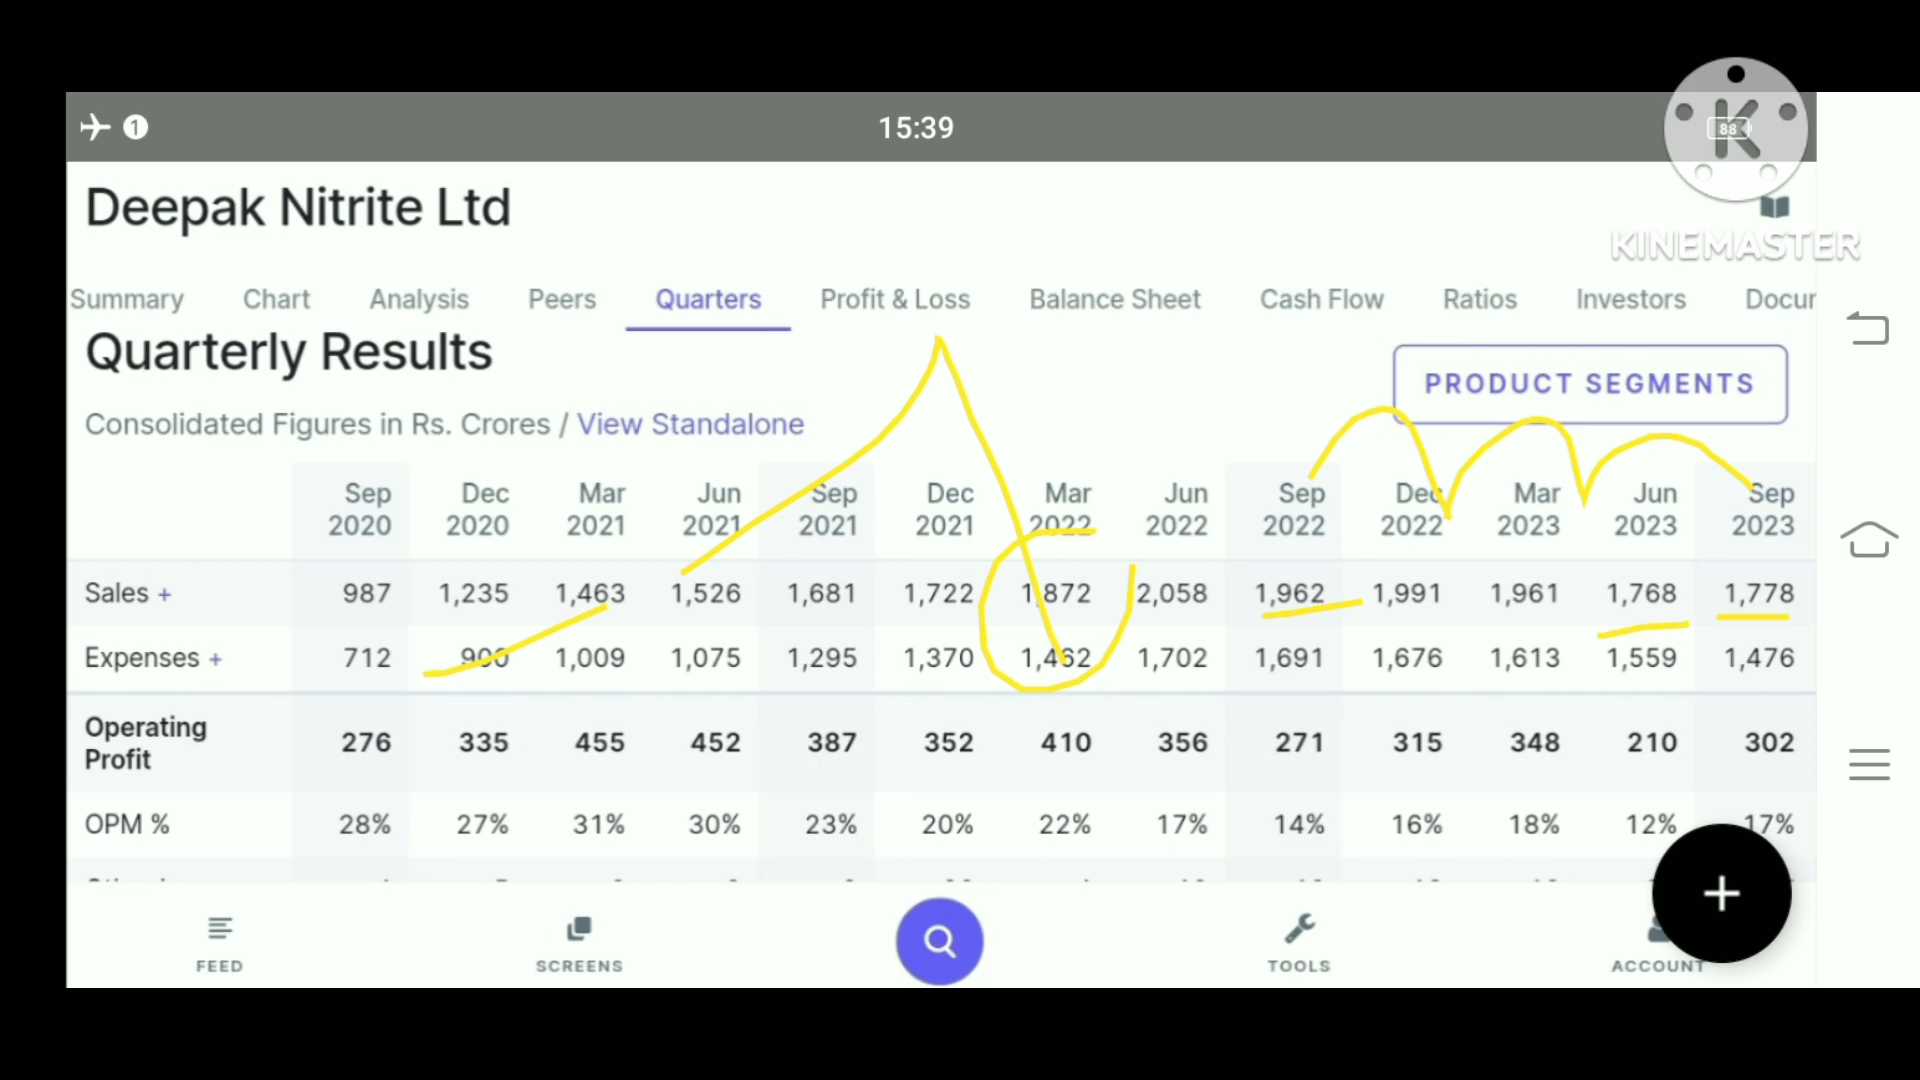 15:39
88
K
1
KINEMASTER
Deepak Nitrite Ltd
Summary Chart Analysis Peers Quarters Profit & Loss Balance Sheet Cash Flow Ratios Investors Docur
Quarterly Results
PRODUCT SEGMENTS
Consolidated Figures in Rs. Crores / View Standalone
Sep 2020 Dec 2020 Mar 2021 Jun 2021 Sep 2021 Dec 2021 Mar 2022 Jun 2022 Sep 2022 Dec 2022 Mar 2023 Jun 2023 Sep 2023
Sales + 987 1,235 1,463 1,526 1,681 1,722 1,872 2,058 1,962 1,991 1,961 1,768 1,778
Expenses + 712 900 1,009 1,075 1,295 1,370 1,462 1,702 1,691 1,676 1,613 1,559 1,476
Operating Profit 276 335 455 452 387 352 410 356 271 315 348 210 302
OPM % 28% 27% 31% 30% 23% 20% 22% 17% 14% 16% 18% 12% 17%
FEED SCREENS TOOLS ACCOUNT